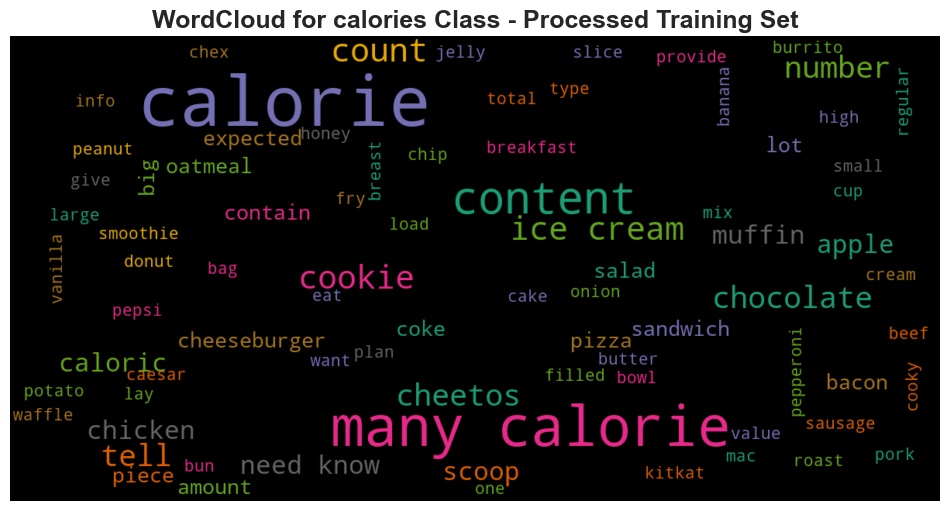 WordCloud for calories Class - Processed Training Set
chex
count
jelly
slice
provide
burrito
number
calorie
info
total
type
banana
regular
high
expected
honey
peanut
breakfast
lot
chip
breast
oatmeal
big
give
small
fry
cup
contain
content
large
load
mix
ice cream
muffin
smoothie
apple
vanilla
donut
bag
cookie
salad
cream
eat
cake
onion
chocolate
pepsi
coke
sandwich
beef
cheeseburger
pizza
plan
want
butter
caloric
caesar
filled
bowl
pepperoni
bacon
cooky
potato
lay
cheetos
waffle
sausage
chicken
many calorie
value
tell
bun
need know
scoop
mac
roast
pork
piece
kitkat
amount
one